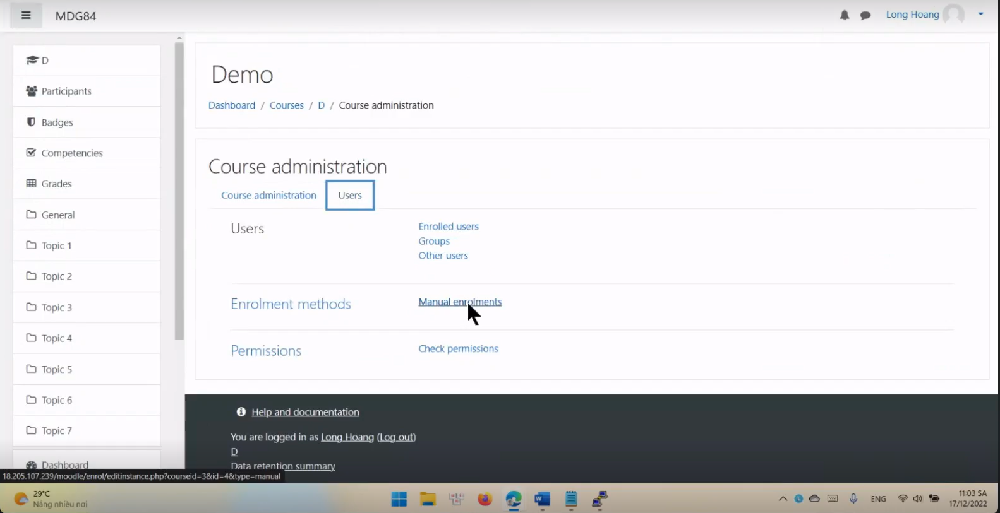 MDG84
Long Hoang
D
Participants
Badges
Competencies
Grades
General
Topic 1
Topic 2
Topic 3
Topic 4
Topic 5
Topic 6
Topic 7
Dashboard
Demo
Dashboard / Courses / D / Course administration
Course administration
Course administration
Users
Users
Enrolled users
Groups
Other users
Enrolment methods
Manual enrolments
Permissions
Check permissions
Help and documentation
You are logged in as Long Hoang (Log out)
D
Data retention summary
18.205.107.239/moodle/enrol/editinstance.php?courseid=3&id=4&type=manual
29°C
Nắng nhiều nơi
W
ENG
11:03 SA
17/12/2022